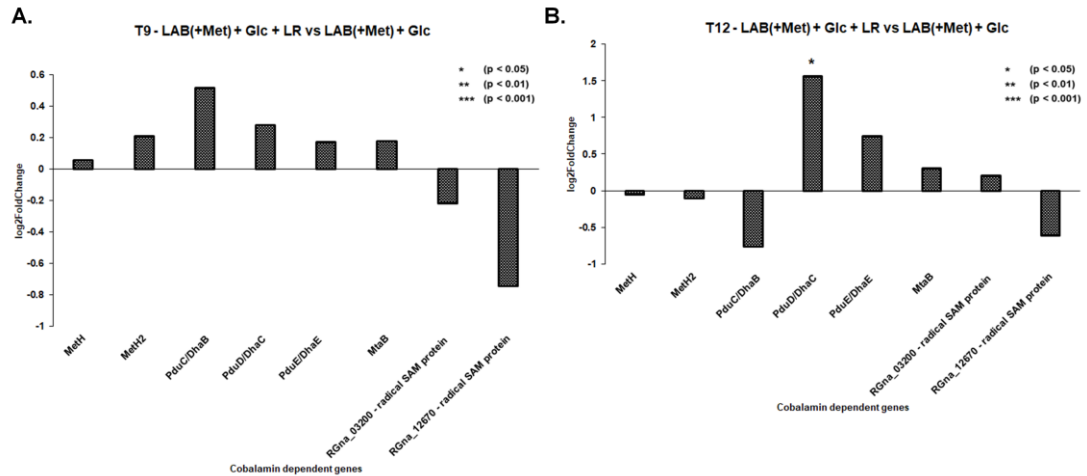 A.
T9 - LAB(+Met) + Glc + LR vs LAB(+Met) + Glc
* (p < 0.05)
** (p < 0.01)
*** (p < 0.001)
log2FoldChange
0.6
0.4
0.2
0
-0.2
-0.4
-0.6
-0.8
-1
MetH
MetH2
PduC/DhaB
PduD/DhaC
PduE/DhaE
MtaB
RGna_03200 - radical SAM protein
RGna_12670 - radical SAM protein
Cobalamin dependent genes
B.
T12 - LAB(+Met) + Glc + LR vs LAB(+Met) + Glc
* (p < 0.05)
** (p < 0.01)
*** (p < 0.001)
*
log2FoldChange
2
1.5
1
0.5
0
-0.5
-1
MetH
MetH2
PduC/DhaB
PduD/DhaC
PduE/DhaE
MtaB
RGna_03200 - radical SAM protein
RGna_12670 - radical SAM protein
Cobalamin dependent genes